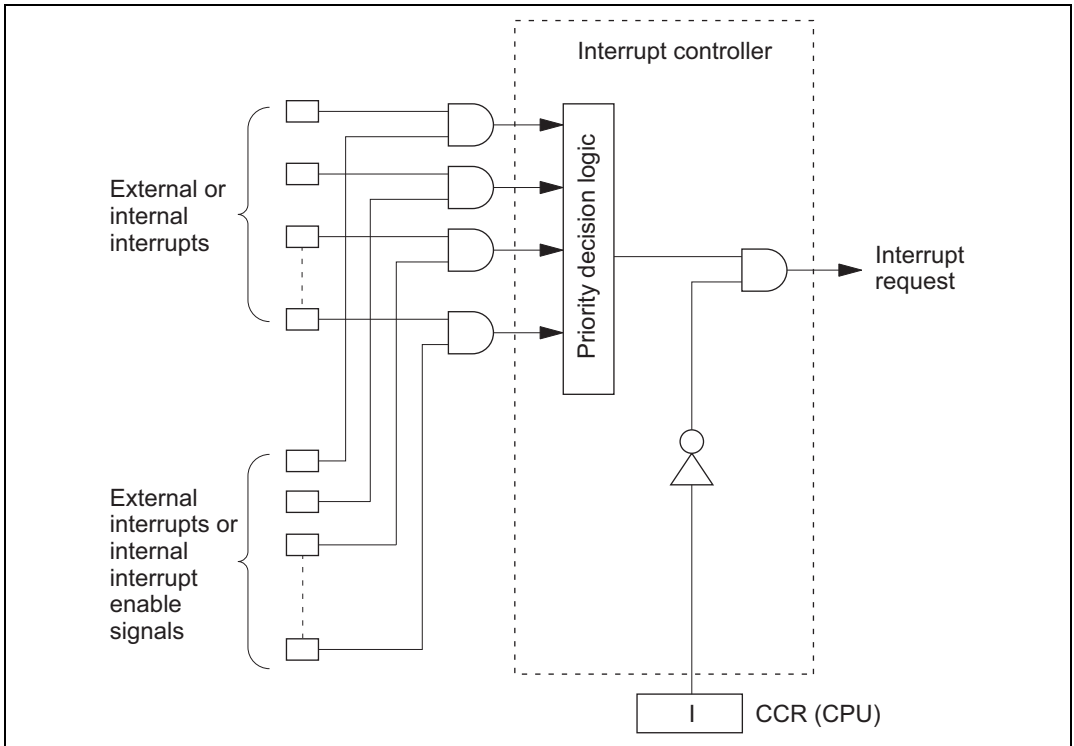 Interrupt controller
External or
internal
interrupts
Priority decision logic
Interrupt
request
External
interrupts or
internal
interrupt
enable
signals
I
CCR (CPU)